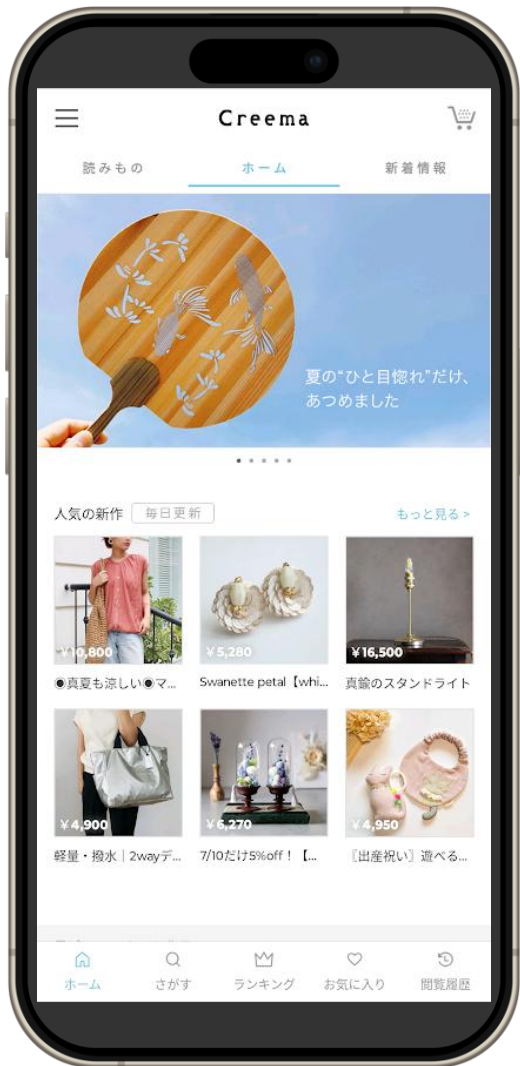 Creema
読みもの ホーム 新着情報
夏の“ひと目惚れ”だけ、
あつめました
人気の新作 毎日更新 もっと見る >
¥10,800 ¥5,280 ¥16,500
◉真夏も涼しい◉マ... Swanette petal【whi... 真鍮のスタンドライト
¥4,900 ¥6,270 ¥4,950
軽量・撥水｜2wayデ... 7/10だけ5%off！【... 〖出産祝い〗遊べる...
ホーム さがす ランキング お気に入り 閲覧履歴